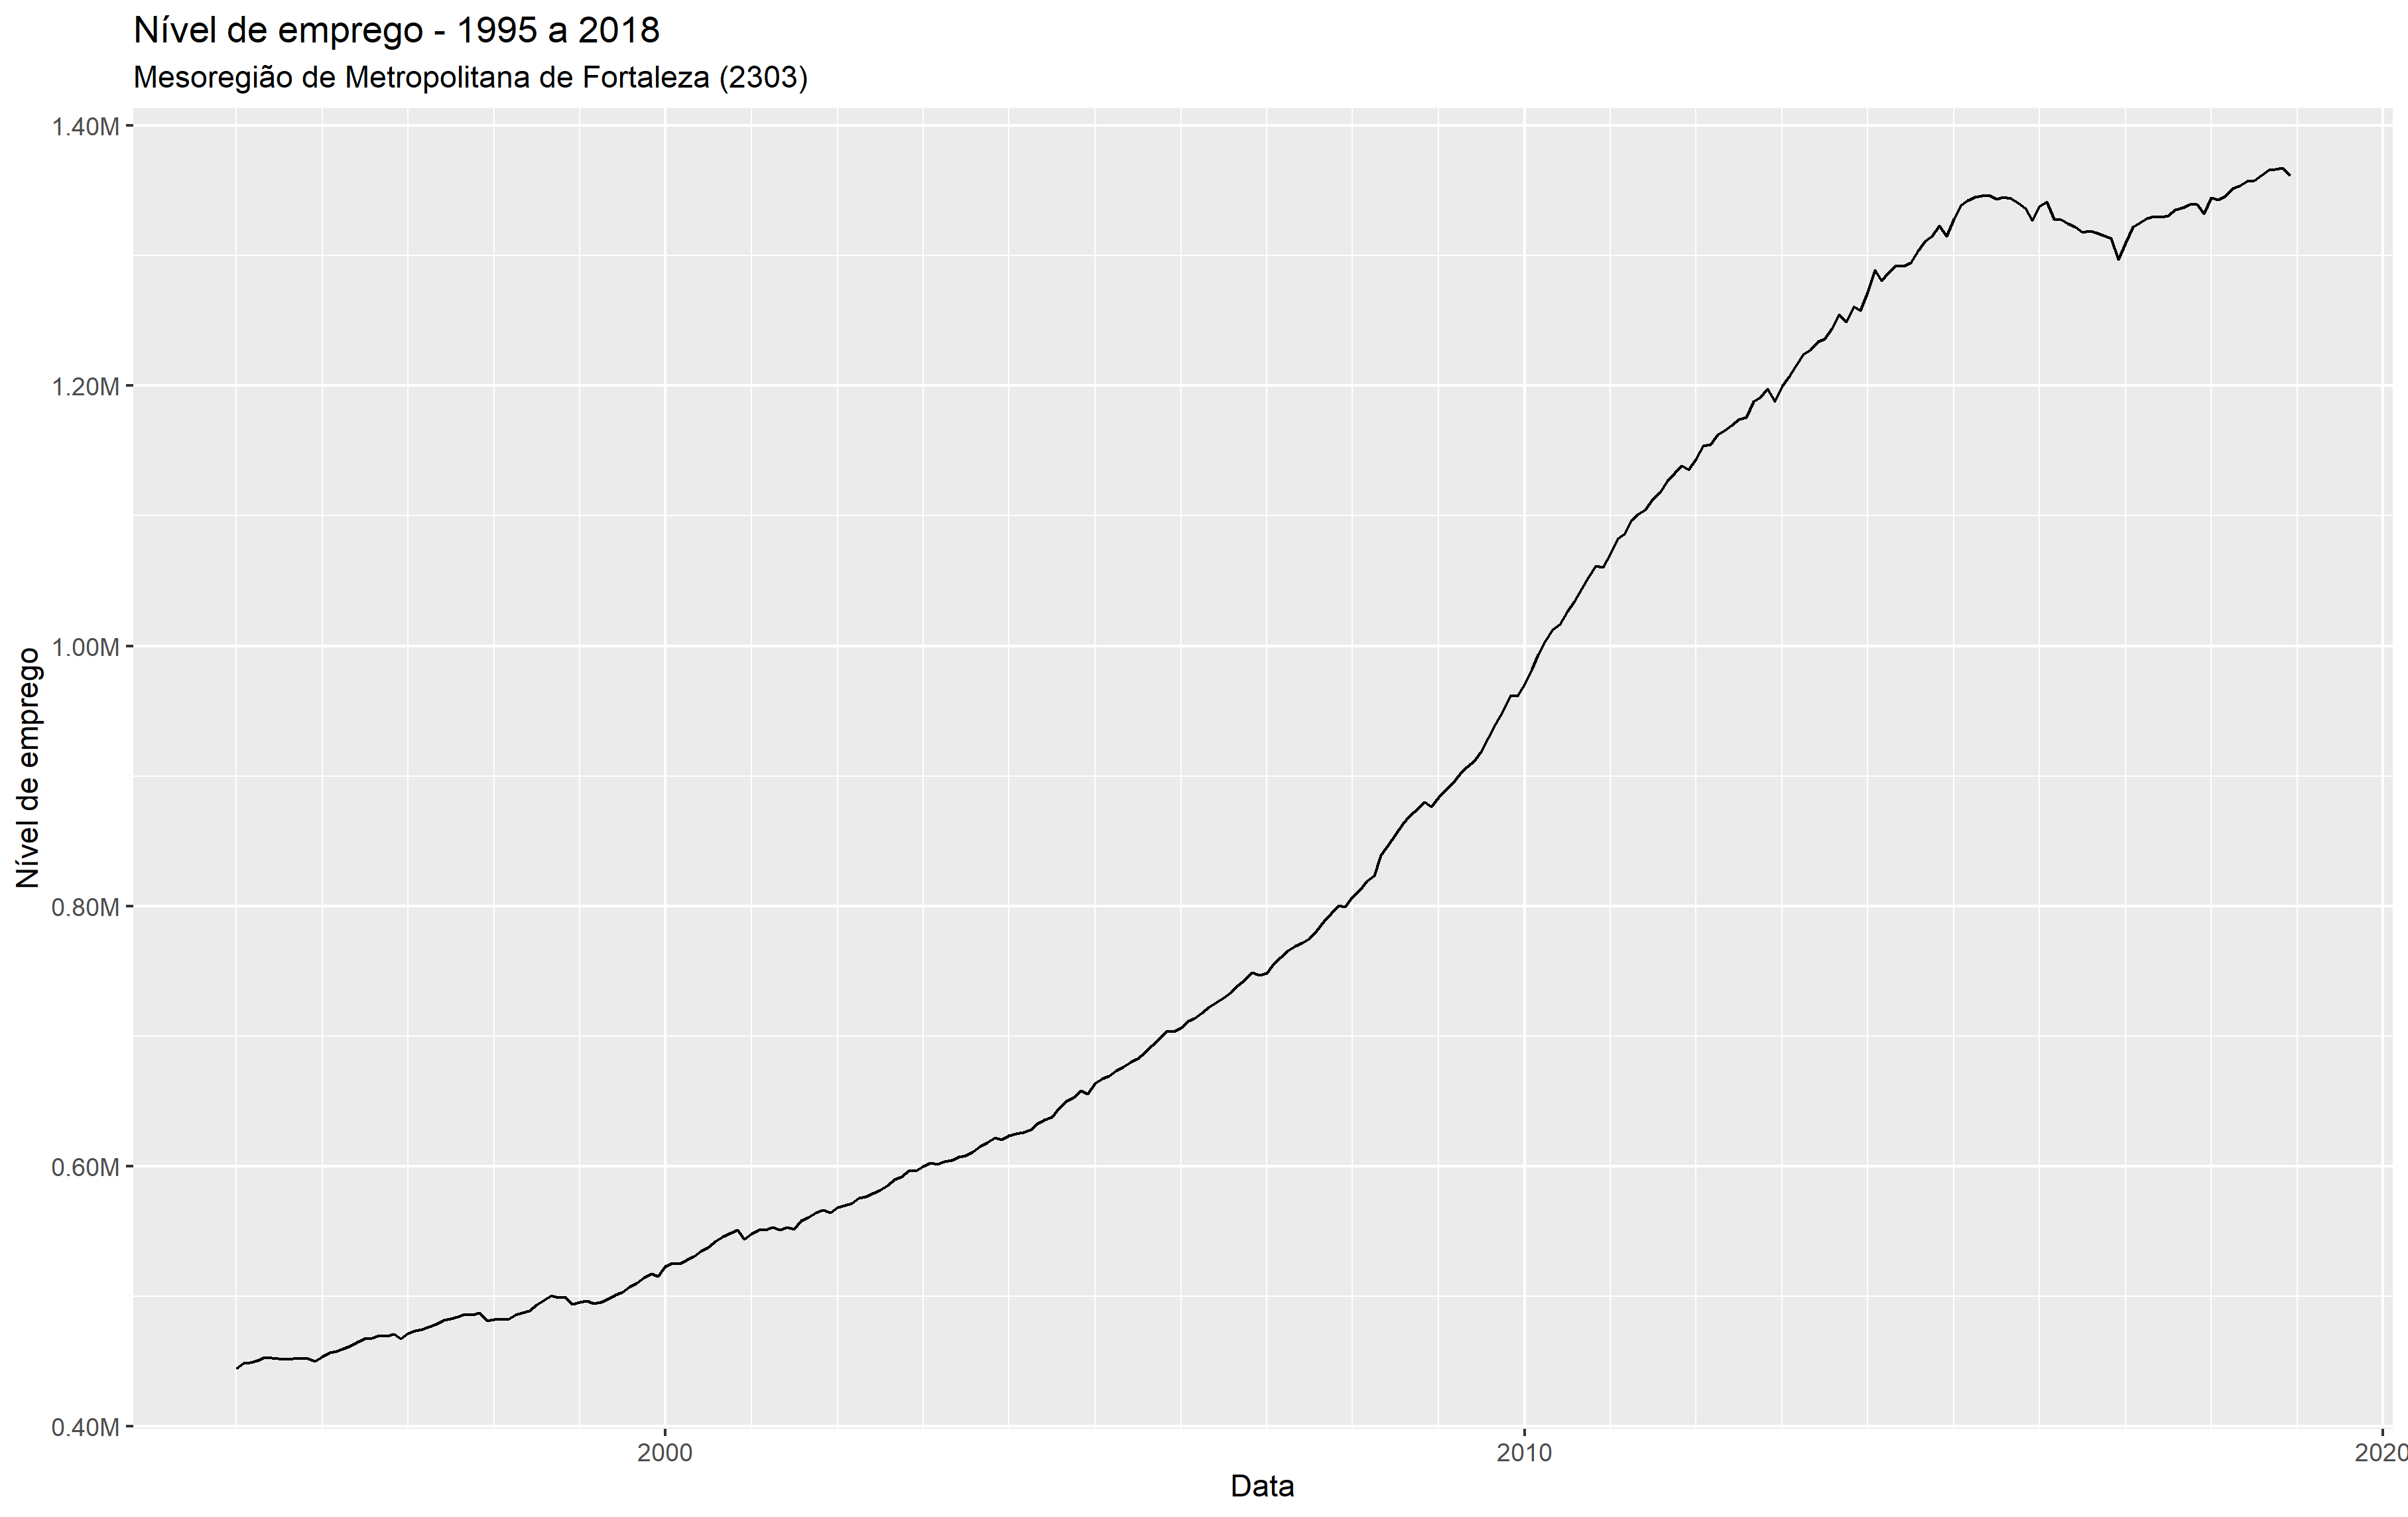 Nível de emprego - 1995 a 2018
Mesoregião de Metropolitana de Fortaleza (2303)
1.40M
1.20M
1.00M
0.80M
0.60M
0.40M
Nível de emprego
2000
2010
2020
Data